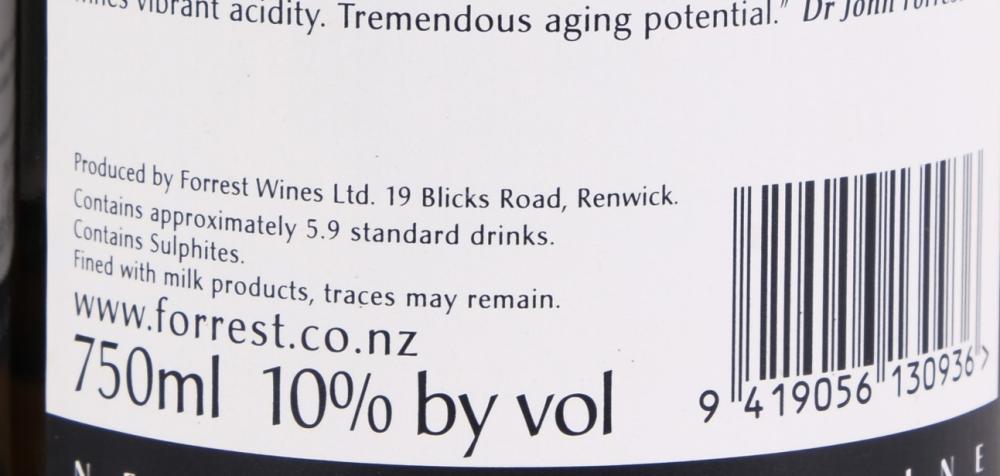 vibrant acidity. Tremendous aging potential." Dr John
Produced by Forrest Wines Ltd. 19 Blicks Road, Renwick.
Contains approximately 5.9 standard drinks.
Contains Sulphites.
Fined with milk products, traces may remain.
www.forrest.co.nz
750ml 10% by vol
9 419056 130936>